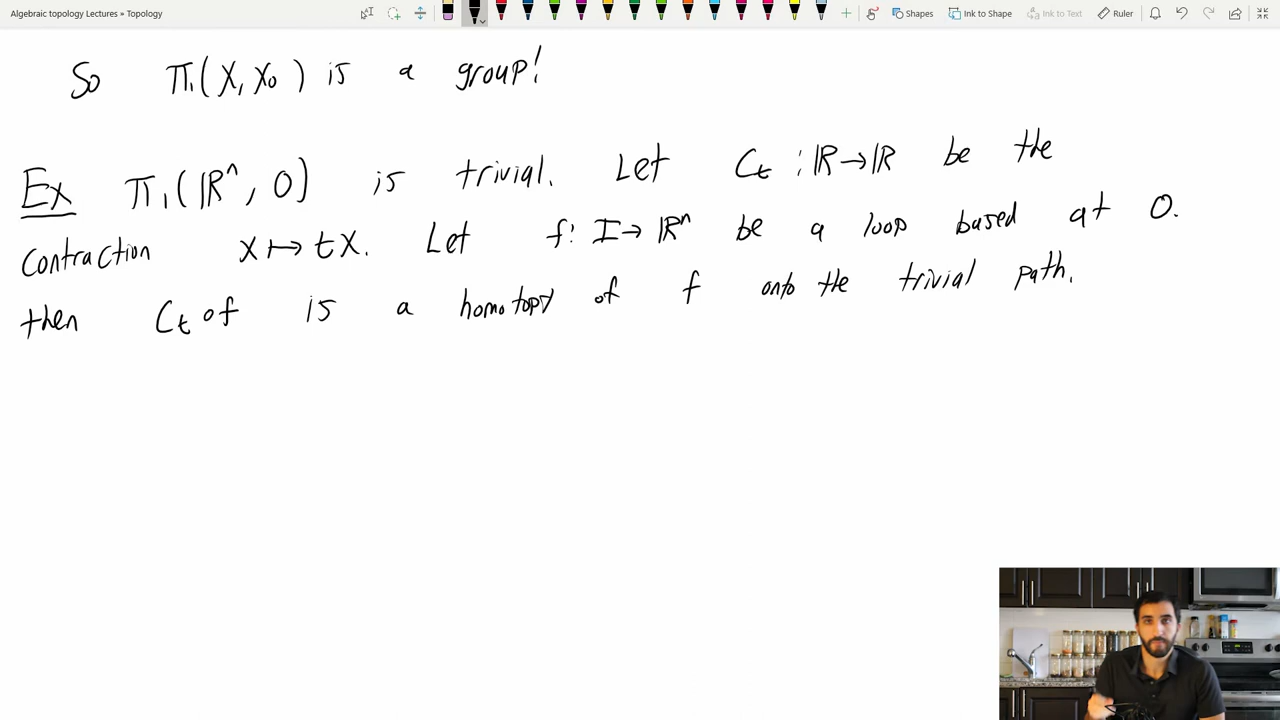 Algebraic topology Lectures » Topology
Shapes
Ink to Shape
Ink to Text
Ruler
So π₁(X, x₀) is a group!
Ex π₁(ℝⁿ, 0) is trivial. Let Cₜ : ℝ→ℝ be the
contraction x ↦ tx. Let f: I→ ℝⁿ be a loop based at 0.
then Cₜ∘f is a homotopy of f onto the trivial path.